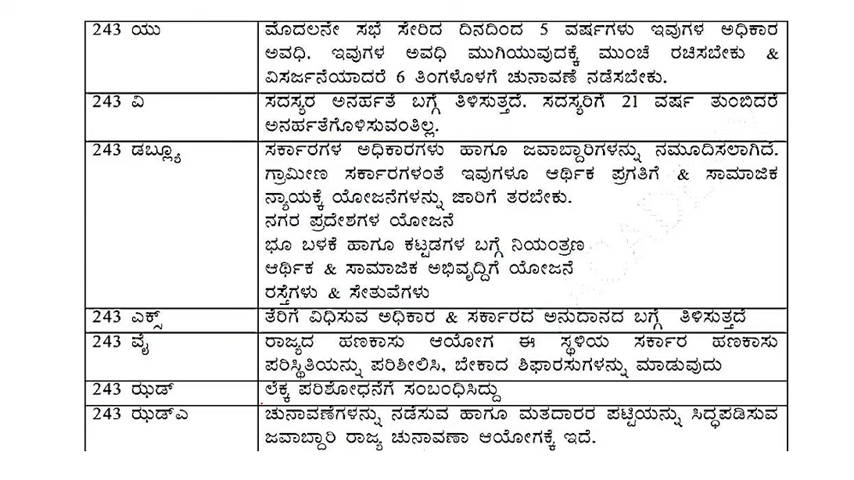 243 ಯು ಮೊದಲನೇ ಸಭೆ ಸೇರಿದ ದಿನದಿಂದ 5 ವರ್ಷಗಳು ಇವುಗಳ ಅಧಿಕಾರ
ಅವಧಿ. ಇವುಗಳ ಅವಧಿ ಮುಗಿಯುವುದಕ್ಕೆ ಮುಂಚೆ ರಚಿಸಬೇಕು &
ವಿಸರ್ಜನೆಯಾದರೆ 6 ತಿಂಗಳೊಳಗೆ ಚುನಾವಣೆ ನಡೆಸಬೇಕು.
243 ವಿ ಸದಸ್ಯರ ಅನರ್ಹತೆ ಬಗ್ಗೆ ತಿಳಿಸುತ್ತದೆ. ಸದಸ್ಯರಿಗೆ 21 ವರ್ಷ ತುಂಬಿದರೆ
ಅನರ್ಹತೆಗೊಳಿಸುವಂತಿಲ್ಲ.
243 ಡಬ್ಲ್ಯೂ ಸರ್ಕಾರಗಳ ಅಧಿಕಾರಗಳು ಹಾಗೂ ಜವಾಬ್ದಾರಿಗಳನ್ನು ನಮೂದಿಸಲಾಗಿದೆ.
ಗ್ರಾಮೀಣ ಸರ್ಕಾರಗಳಂತೆ ಇವುಗಳೂ ಆರ್ಥಿಕ ಪ್ರಗತಿಗೆ & ಸಾಮಾಜಿಕ
ನ್ಯಾಯಕ್ಕೆ ಯೋಜನೆಗಳನ್ನು ಜಾರಿಗೆ ತರಬೇಕು.
ನಗರ ಪ್ರದೇಶಗಳ ಯೋಜನೆ
ಭೂ ಬಳಕೆ ಹಾಗೂ ಕಟ್ಟಡಗಳ ಬಗ್ಗೆ ನಿಯಂತ್ರಣ
ಆರ್ಥಿಕ & ಸಾಮಾಜಿಕ ಅಭಿವೃದ್ದಿಗೆ ಯೋಜನೆ
ರಸ್ತೆಗಳು & ಸೇತುವೆಗಳು
243 ಎಕ್ಸ್ ತೆರಿಗೆ ವಿಧಿಸುವ ಅಧಿಕಾರ & ಸರ್ಕಾರದ ಅನುದಾನದ ಬಗ್ಗೆ ತಿಳಿಸುತ್ತದೆ
243 ವೈ ರಾಜ್ಯದ ಹಣಕಾಸು ಆಯೋಗ ಈ ಸ್ಥಳಿಯ ಸರ್ಕಾರ ಹಣಕಾಸು
ಪರಿಸ್ಥಿತಿಯನ್ನು ಪರಿಶೀಲಿಸಿ, ಬೇಕಾದ ಶಿಫಾರಸುಗಳನ್ನು ಮಾಡುವುದು
243 ಝಡ್ ಲೆಕ್ಕ ಪರಿಶೋಧನೆಗೆ ಸಂಬಂಧಿಸಿದ್ದು
243 ಝಡ್ಎ ಚುನಾವಣೆಗಳನ್ನು ನಡೆಸುವ ಹಾಗೂ ಮತದಾರರ ಪಟ್ಟಿಯನ್ನು ಸಿದ್ಧಪಡಿಸುವ
ಜವಾಬ್ದಾರಿ ರಾಜ್ಯ ಚುನಾವಣಾ ಆಯೋಗಕ್ಕೆ ಇದೆ.